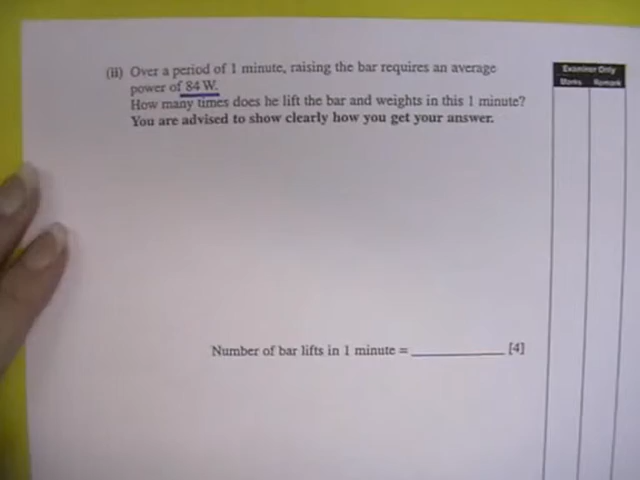 (ii) Over a period of 1 minute, raising the bar requires an average
power of 84 W.
How many times does he lift the bar and weights in this 1 minute?
You are advised to show clearly how you get your answer.
Examiner Only
Marks Remark
Number of bar lifts in 1 minute = __________ [4]